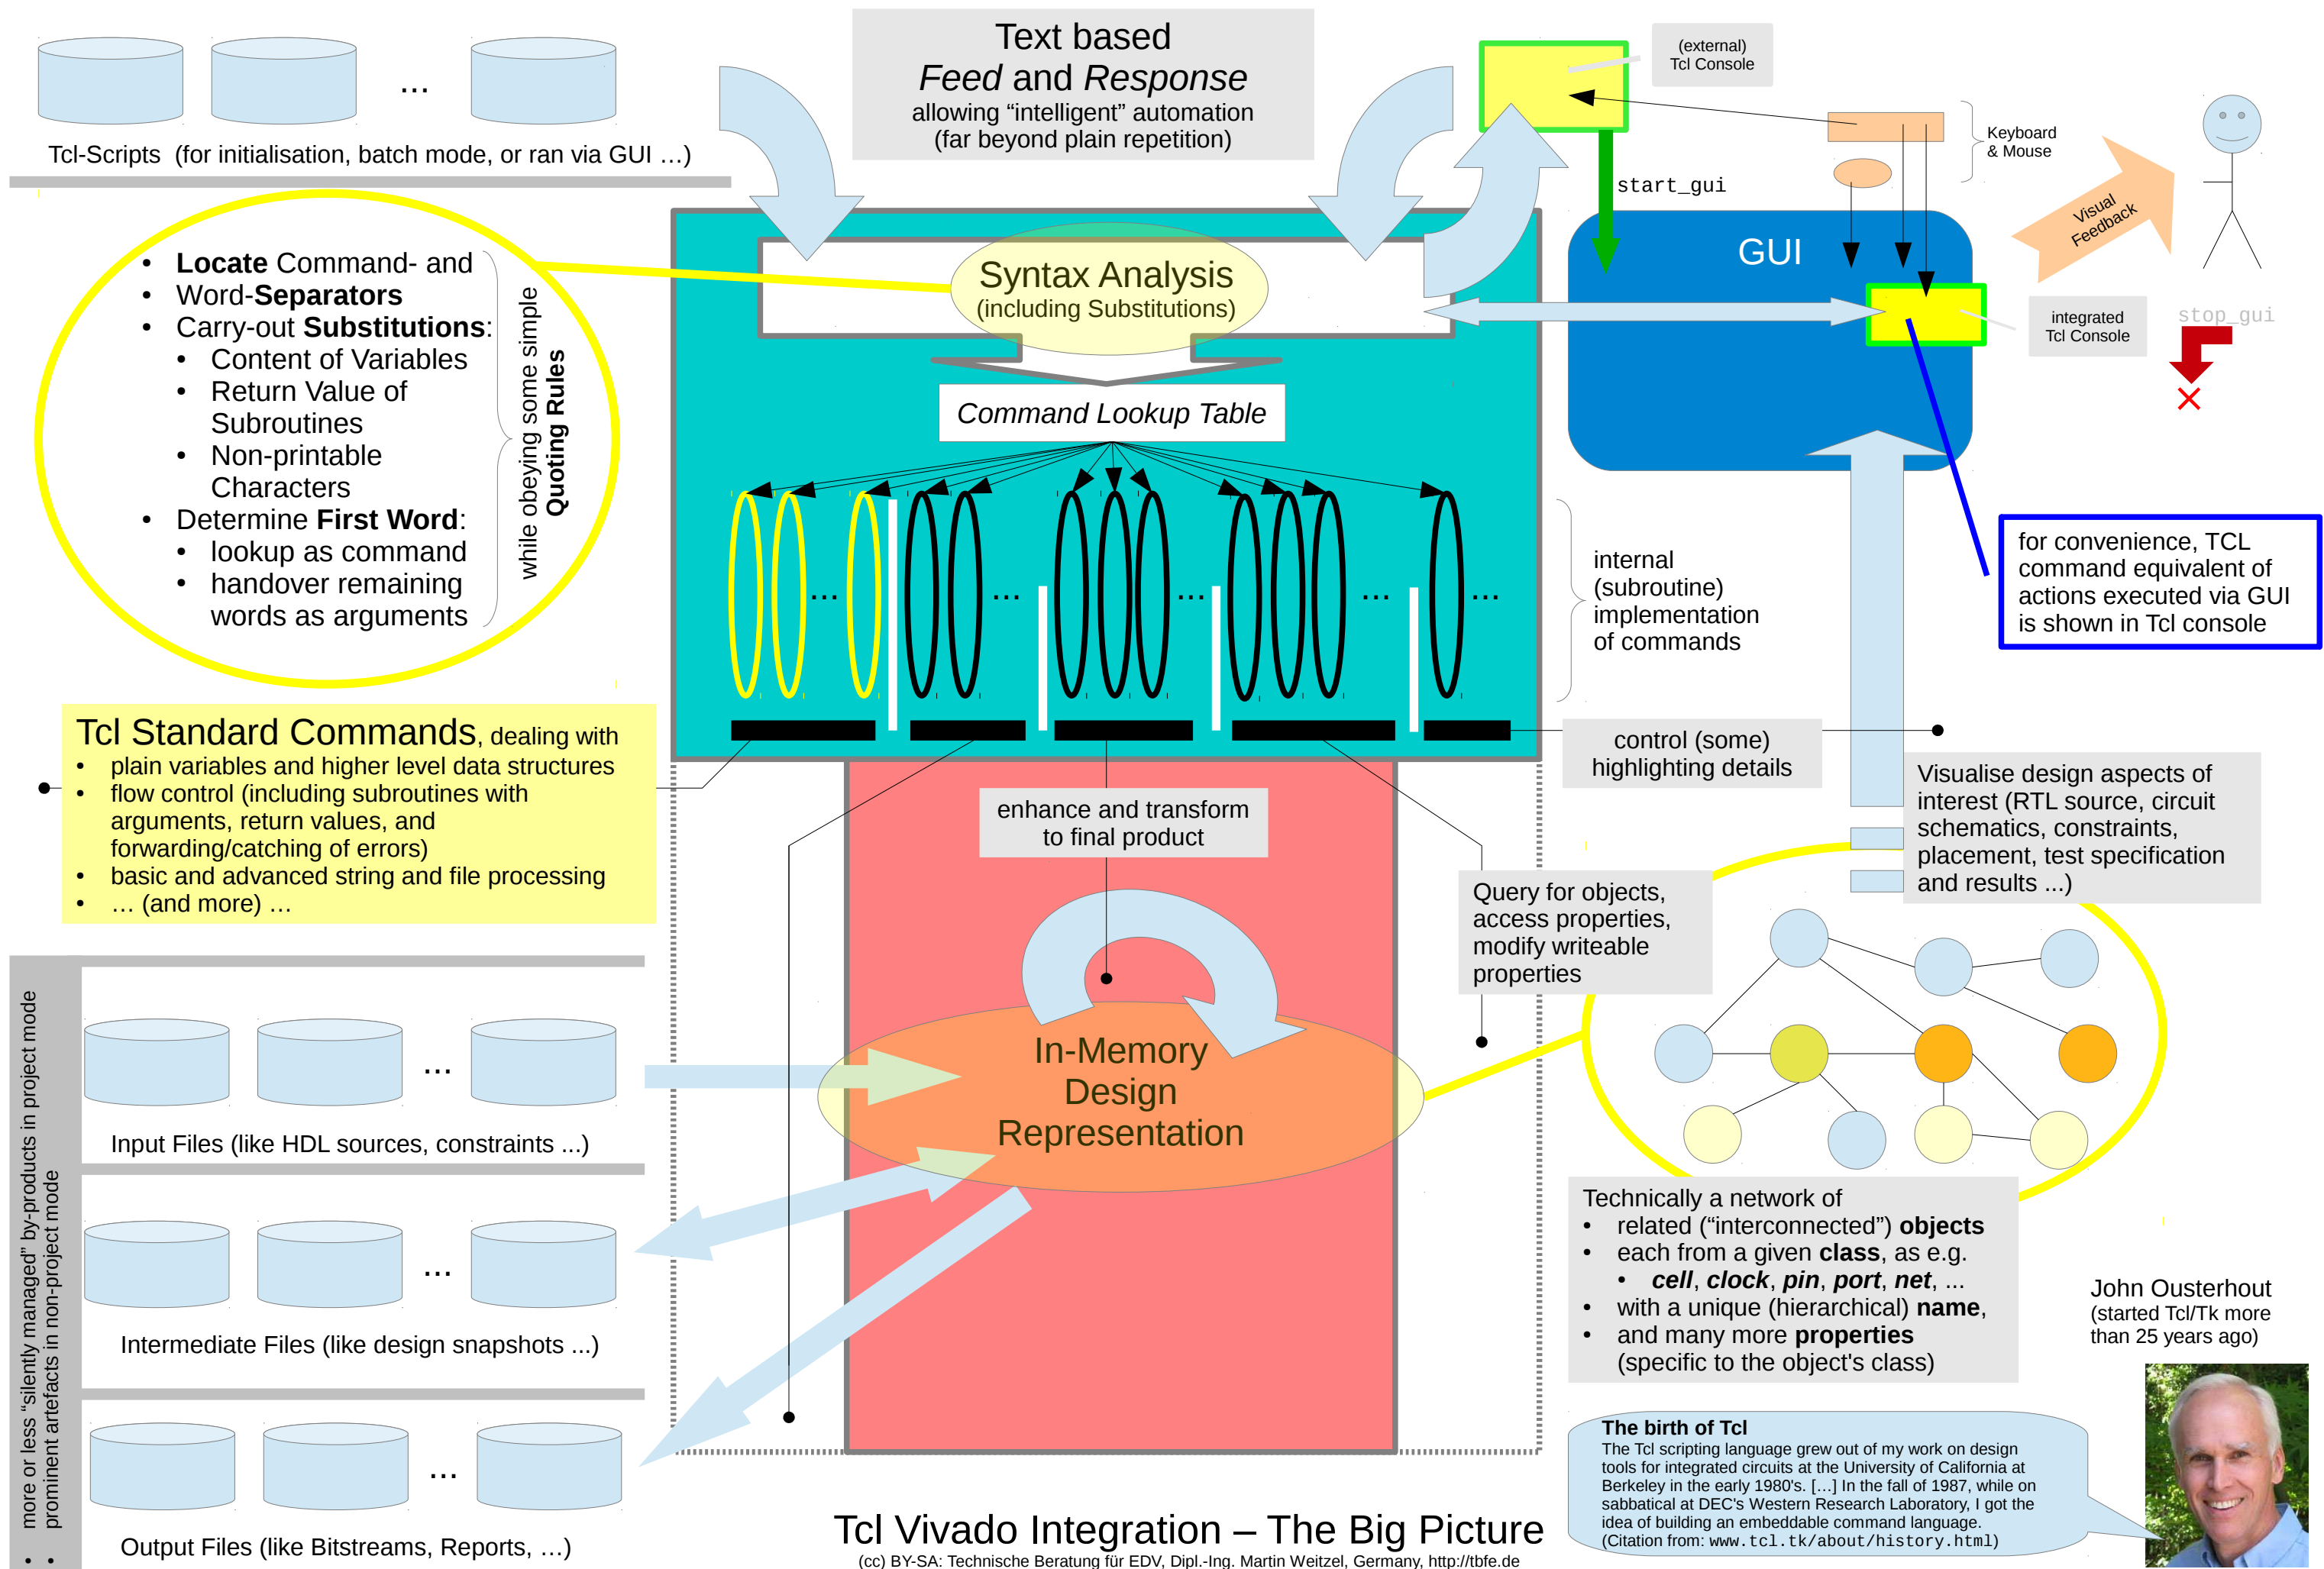 Text based
Feed and Response
allowing “intelligent” automation
(far beyond plain repetition)
(external)
Tcl Console
Keyboard
& Mouse
...
Tcl-Scripts  (for initialisation, batch mode, or ran via GUI …)
start_gui
Visual
Feedback
GUI
integrated
Tcl Console
stop_gui
• Locate Command- and
• Word-Separators
• Carry-out Substitutions:
• Content of Variables
• Return Value of
Subroutines
• Non-printable
Characters
• Determine First Word:
• lookup as command
• handover remaining
words as arguments
while obeying some simple
Quoting Rules
Syntax Analysis
(including Substitutions)
Command Lookup Table
... ... ... ... ...
internal
(subroutine)
implementation
of commands
for convenience, TCL
command equivalent of
actions executed via GUI
is shown in Tcl console
Tcl Standard Commands, dealing with
• plain variables and higher level data structures
• flow control (including subroutines with
arguments, return values, and
forwarding/catching of errors)
• basic and advanced string and file processing
• … (and more) …
control (some)
highlighting details
Visualise design aspects of
interest (RTL source, circuit
schematics, constraints,
placement, test specification
and results ...)
enhance and transform
to final product
Query for objects,
access properties,
modify writeable
properties
In-Memory
Design
Representation
• more or less “silently managed” by-products in project mode
• prominent artefacts in non-project mode
...
Input Files (like HDL sources, constraints ...)
...
Intermediate Files (like design snapshots ...)
...
Output Files (like Bitstreams, Reports, …)
Technically a network of
• related (“interconnected”) objects
• each from a given class, as e.g.
• cell, clock, pin, port, net, ...
• with a unique (hierarchical) name,
• and many more properties
(specific to the object's class)
John Ousterhout
(started Tcl/Tk more
than 25 years ago)
The birth of Tcl
The Tcl scripting language grew out of my work on design
tools for integrated circuits at the University of California at
Berkeley in the early 1980's. […] In the fall of 1987, while on
sabbatical at DEC's Western Research Laboratory, I got the
idea of building an embeddable command language.
(Citation from: www.tcl.tk/about/history.html)
Tcl Vivado Integration – The Big Picture
(cc) BY-SA: Technische Beratung für EDV, Dipl.-Ing. Martin Weitzel, Germany, http://tbfe.de